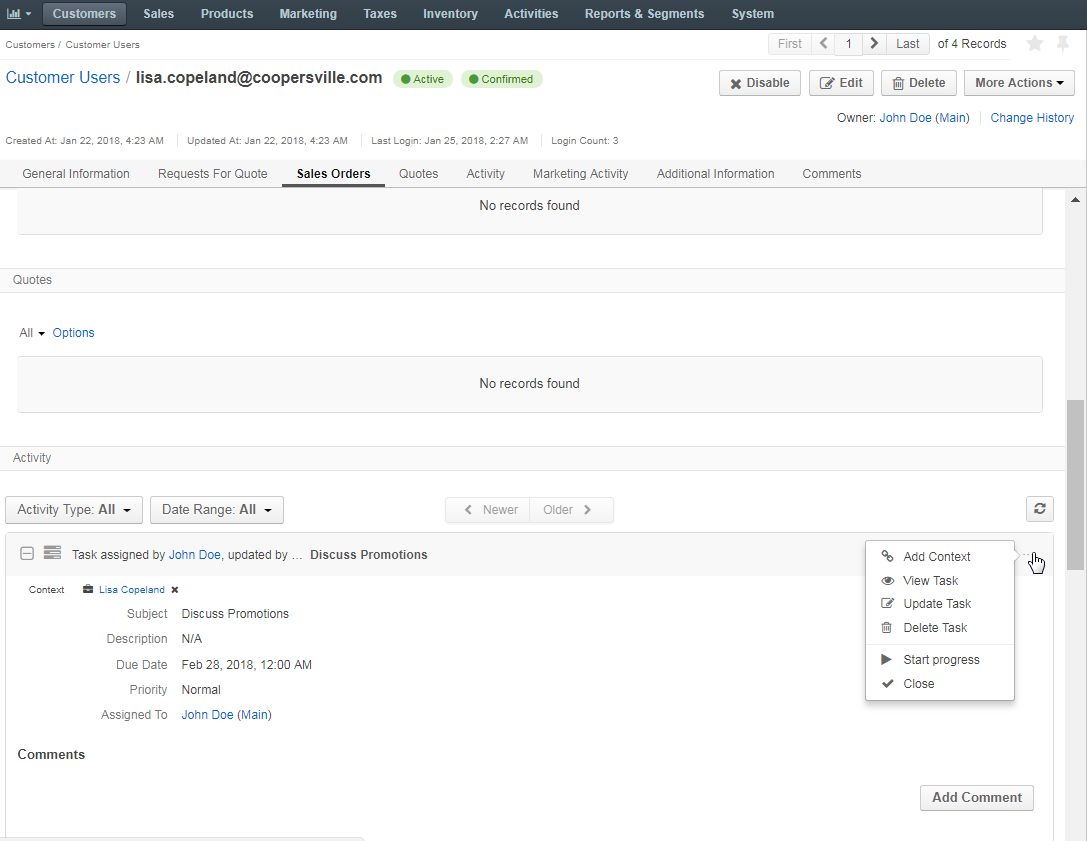 Customers Sales Products Marketing Taxes Inventory Activities Reports & Segments System
Customers / Customer Users First 1 Last of 4 Records
Customer Users / lisa.copeland@coopersville.com Active Confirmed Disable Edit Delete More Actions
Owner: John Doe (Main) Change History
Created At: Jan 22, 2018, 4:23 AM Updated At: Jan 22, 2018, 4:23 AM Last Login: Jan 25, 2018, 2:27 AM Login Count: 3
General Information Requests For Quote Sales Orders Quotes Activity Marketing Activity Additional Information Comments
No records found
Quotes
All Options
No records found
Activity
Activity Type: All Date Range: All Newer Older
Task assigned by John Doe, updated by ... Discuss Promotions
Context Lisa Copeland
Subject Discuss Promotions
Description N/A
Due Date Feb 28, 2018, 12:00 AM
Priority Normal
Assigned To John Doe (Main)
Add Context
View Task
Update Task
Delete Task
Start progress
Close
Comments
Add Comment